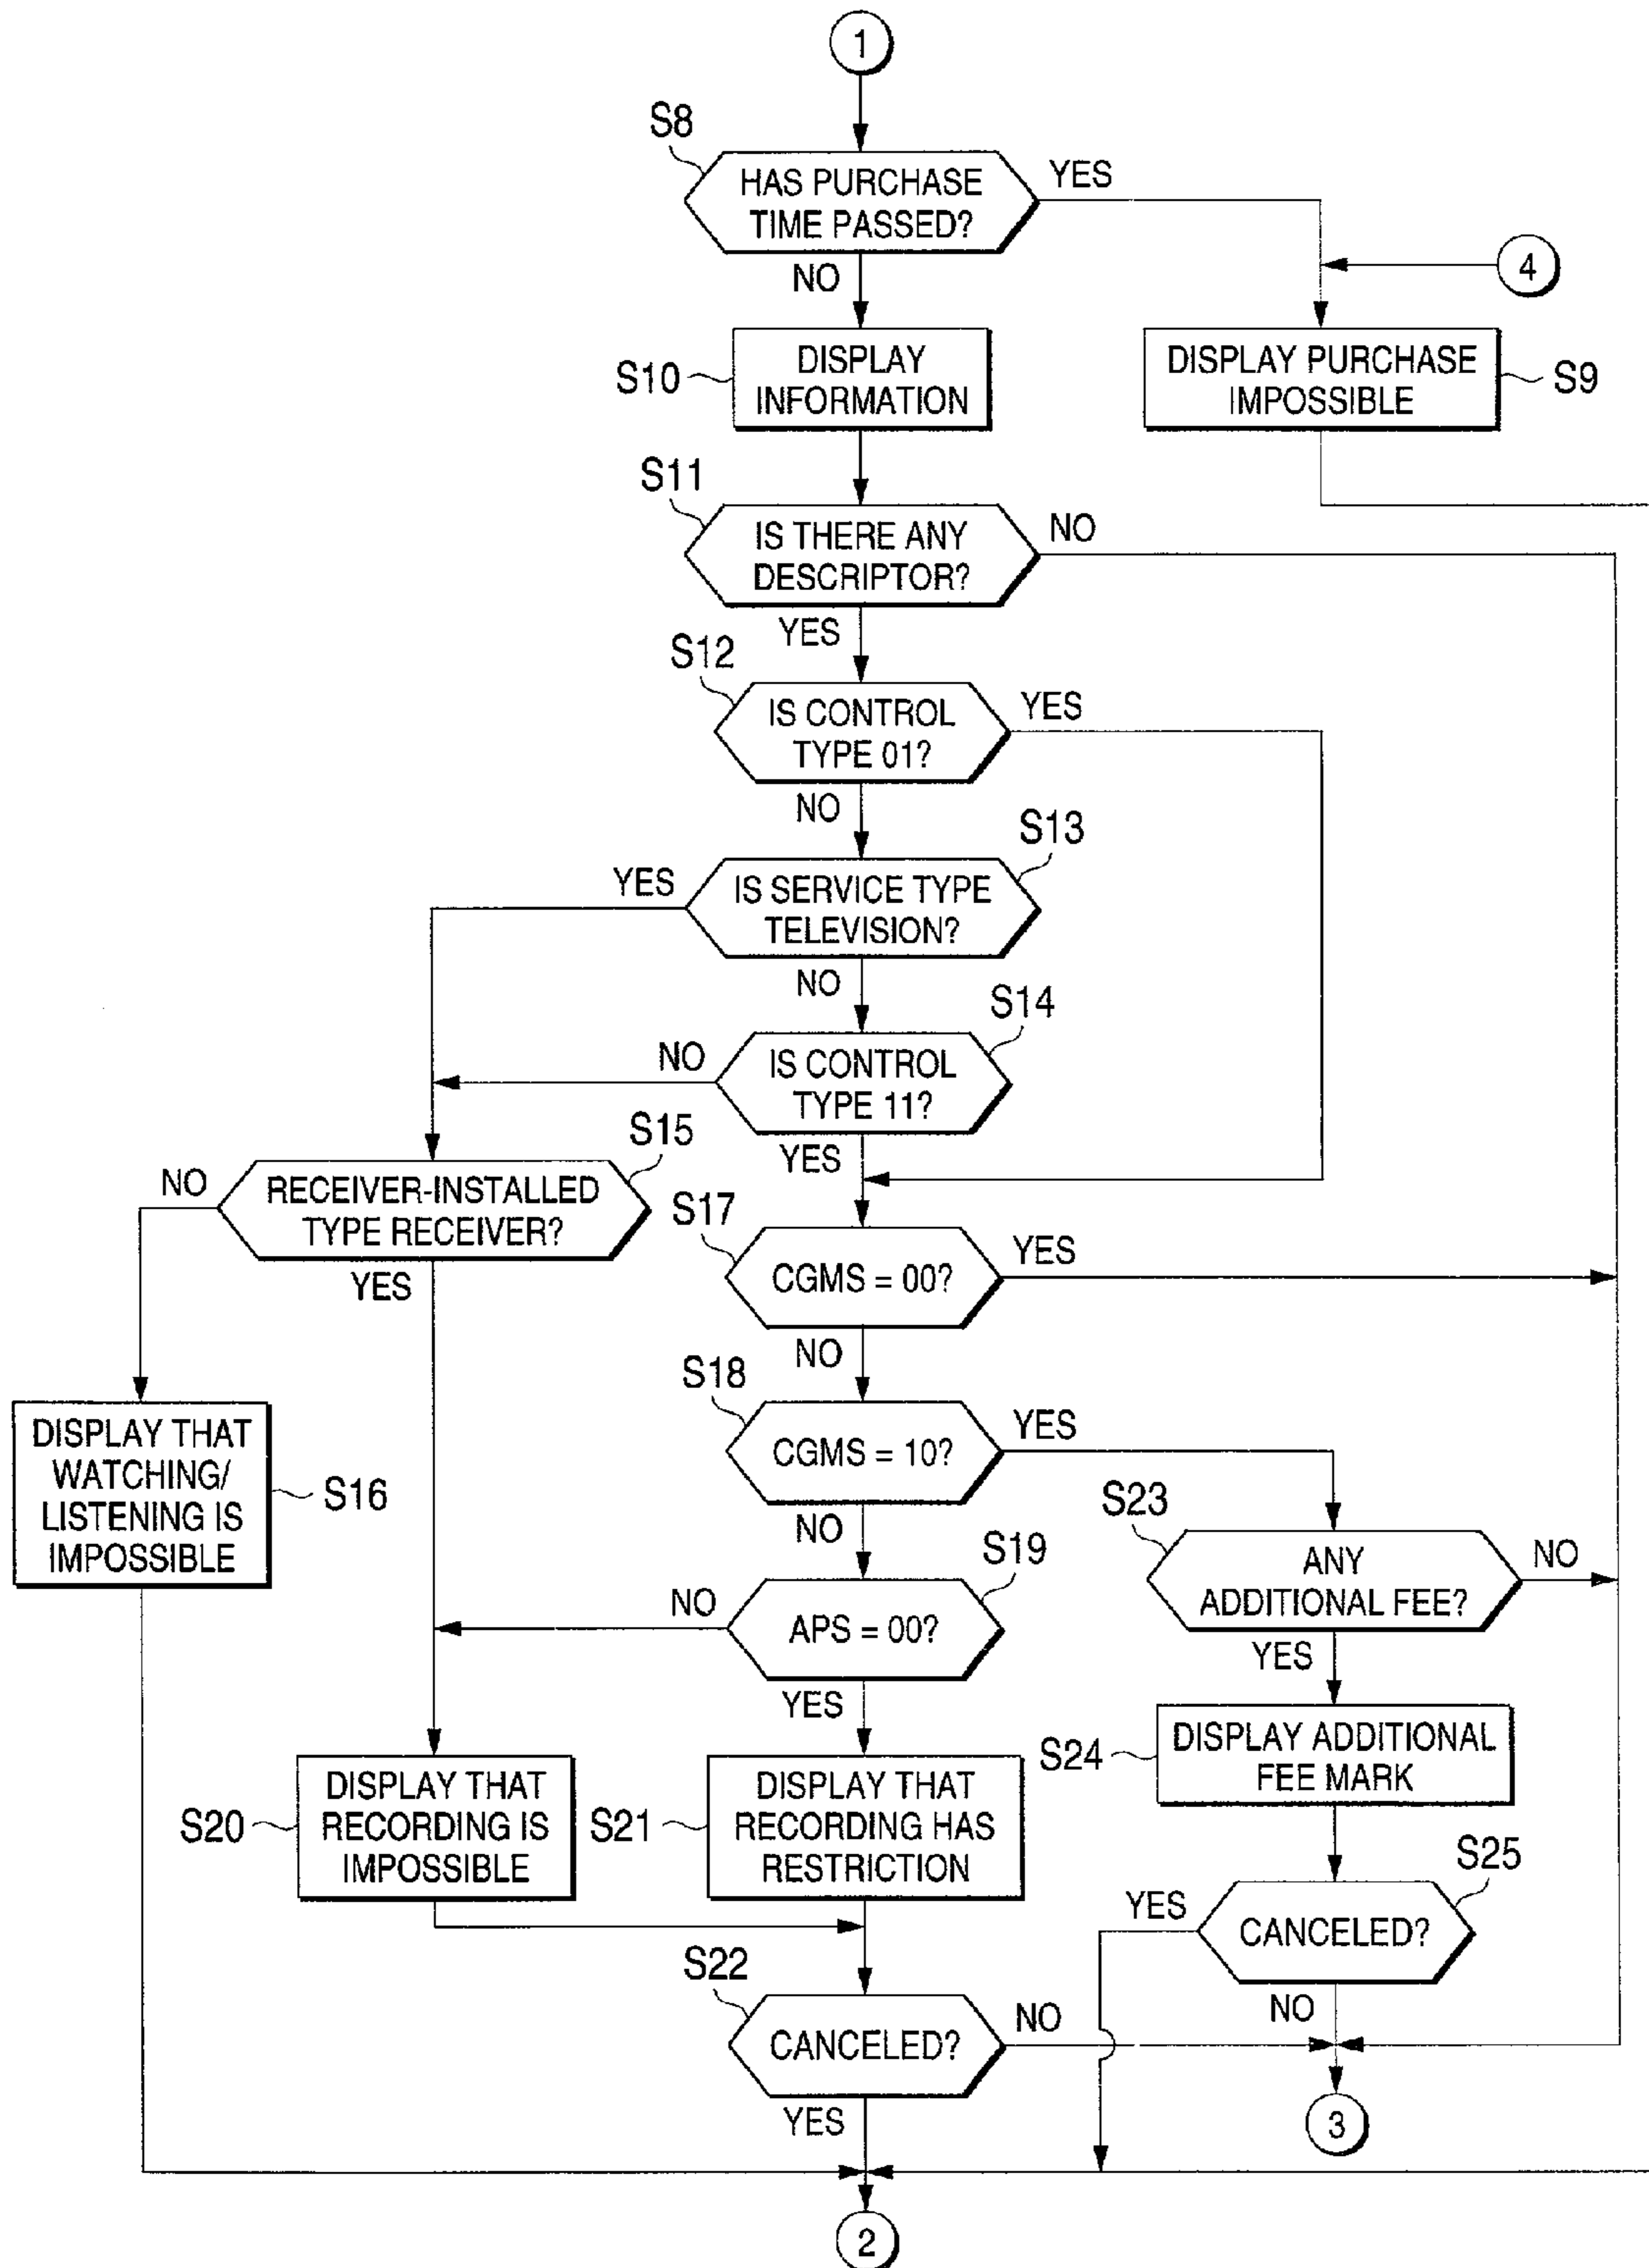 1
S8
HAS PURCHASE
TIME PASSED?
YES
NO
4
S10
DISPLAY
INFORMATION
DISPLAY PURCHASE
IMPOSSIBLE
S9
S11
IS THERE ANY
DESCRIPTOR?
NO
YES
S12
IS CONTROL
TYPE 01?
YES
NO
S13
YES
IS SERVICE TYPE
TELEVISION?
NO
S14
NO
IS CONTROL
TYPE 11?
YES
S15
NO
RECEIVER-INSTALLED
TYPE RECEIVER?
YES
S17
CGMS = 00?
YES
NO
S18
CGMS = 10?
YES
NO
DISPLAY THAT
WATCHING/
LISTENING IS
IMPOSSIBLE
S16
S23
ANY
ADDITIONAL FEE?
NO
YES
S19
NO
APS = 00?
YES
S24
DISPLAY ADDITIONAL
FEE MARK
S20
DISPLAY THAT
RECORDING IS
IMPOSSIBLE
S21
DISPLAY THAT
RECORDING HAS
RESTRICTION
S25
YES
CANCELED?
NO
S22
CANCELED?
NO
YES
3
2